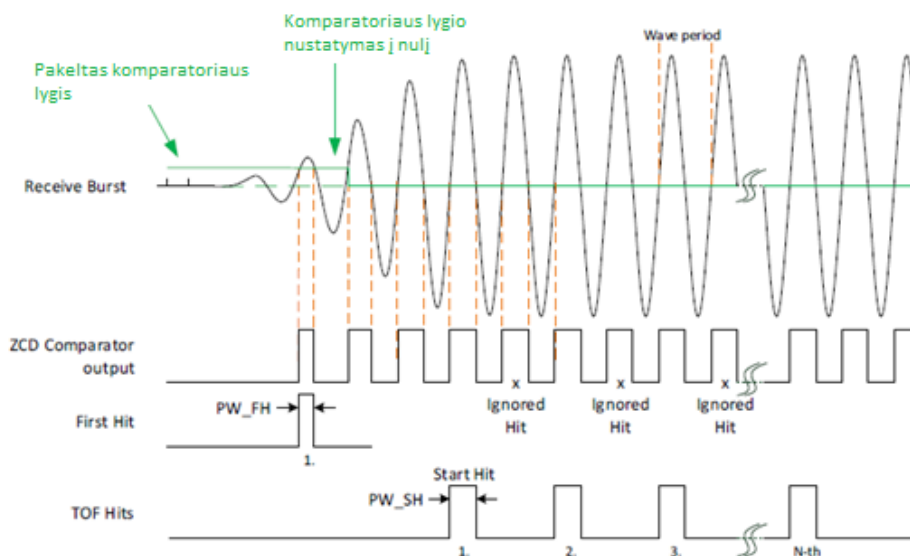 Komparatoriaus lygio
nustatymas į nulį
Wave period
Pakeltas komparatoriaus
lygis
Receive Burst
ZCD Comparator
output
x
x
x
Ignored
Hit
Ignored
Hit
Ignored
Hit
PW_FH
First Hit
1.
Start Hit
PW_SH
TOF Hits
1.
2.
3.
N-th